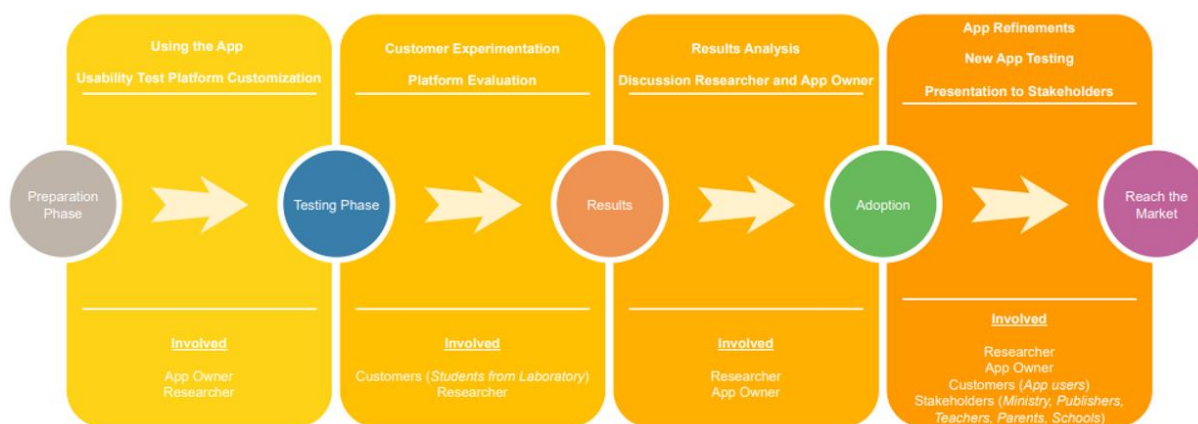 Using the App
Usability Test Platform Customization
Customer Experimentation
Platform Evaluation
Results Analysis
Discussion Researcher and App Owner
App Refinements
New App Testing
Presentation to Stakeholders
Preparation
Phase
Testing Phase
Results
Adoption
Reach the
Market
Involved
App Owner
Researcher
Involved
Customers (Students from Laboratory)
Researcher
Involved
Researcher
App Owner
Involved
Researcher
App Owner
Customers (App users)
Stakeholders (Ministry, Publishers,
Teachers, Parents, Schools)